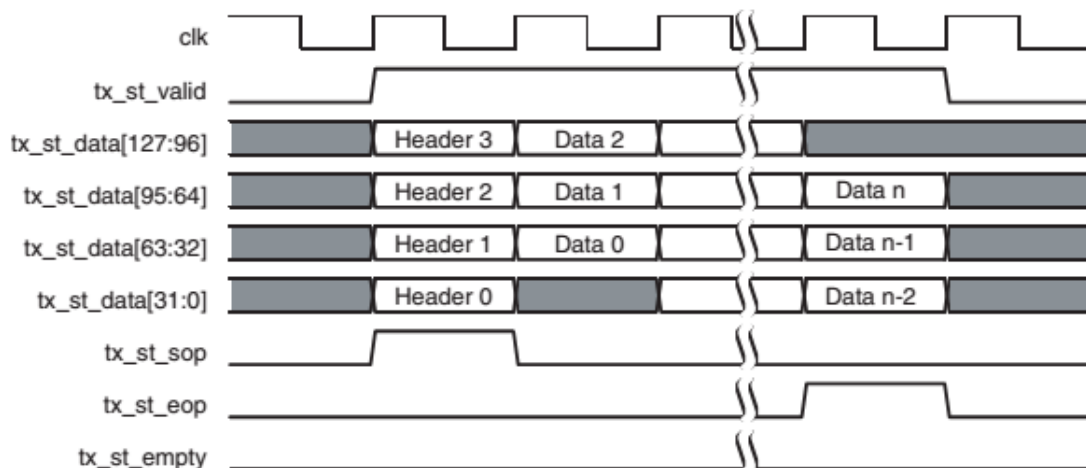 clk
tx_st_valid
tx_st_data[127:96] Header 3 Data 2
tx_st_data[95:64] Header 2 Data 1 Data n
tx_st_data[63:32] Header 1 Data 0 Data n-1
tx_st_data[31:0] Header 0 Data n-2
tx_st_sop
tx_st_eop
tx_st_empty